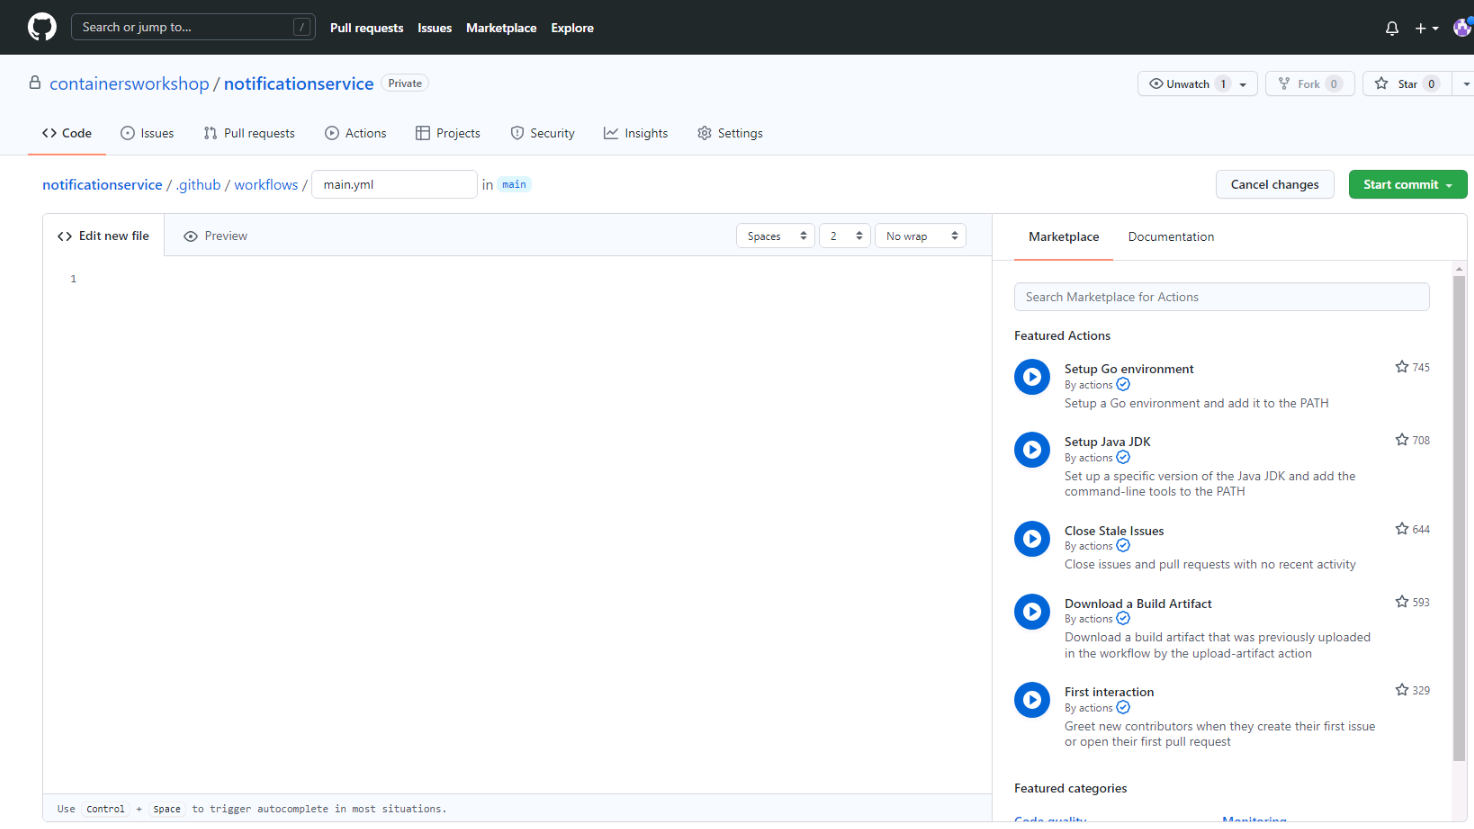 Search or jump to... /
Pull requests Issues Marketplace Explore
containersworkshop / notificationservice Private
Unwatch 1 Fork 0 Star 0
Code Issues Pull requests Actions Projects Security Insights Settings
notificationservice / .github / workflows / main.yml in main
Cancel changes Start commit
Edit new file Preview Spaces 2 No wrap
1
Use Control + Space to trigger autocomplete in most situations.
Marketplace Documentation
Search Marketplace for Actions
Featured Actions
Setup Go environment 745
By actions
Setup a Go environment and add it to the PATH
Setup Java JDK 708
By actions
Set up a specific version of the Java JDK and add the
command-line tools to the PATH
Close Stale Issues 644
By actions
Close issues and pull requests with no recent activity
Download a Build Artifact 593
By actions
Download a build artifact that was previously uploaded
in the workflow by the upload-artifact action
First interaction 329
By actions
Greet new contributors when they create their first issue
or open their first pull request
Featured categories
Code quality Monitoring